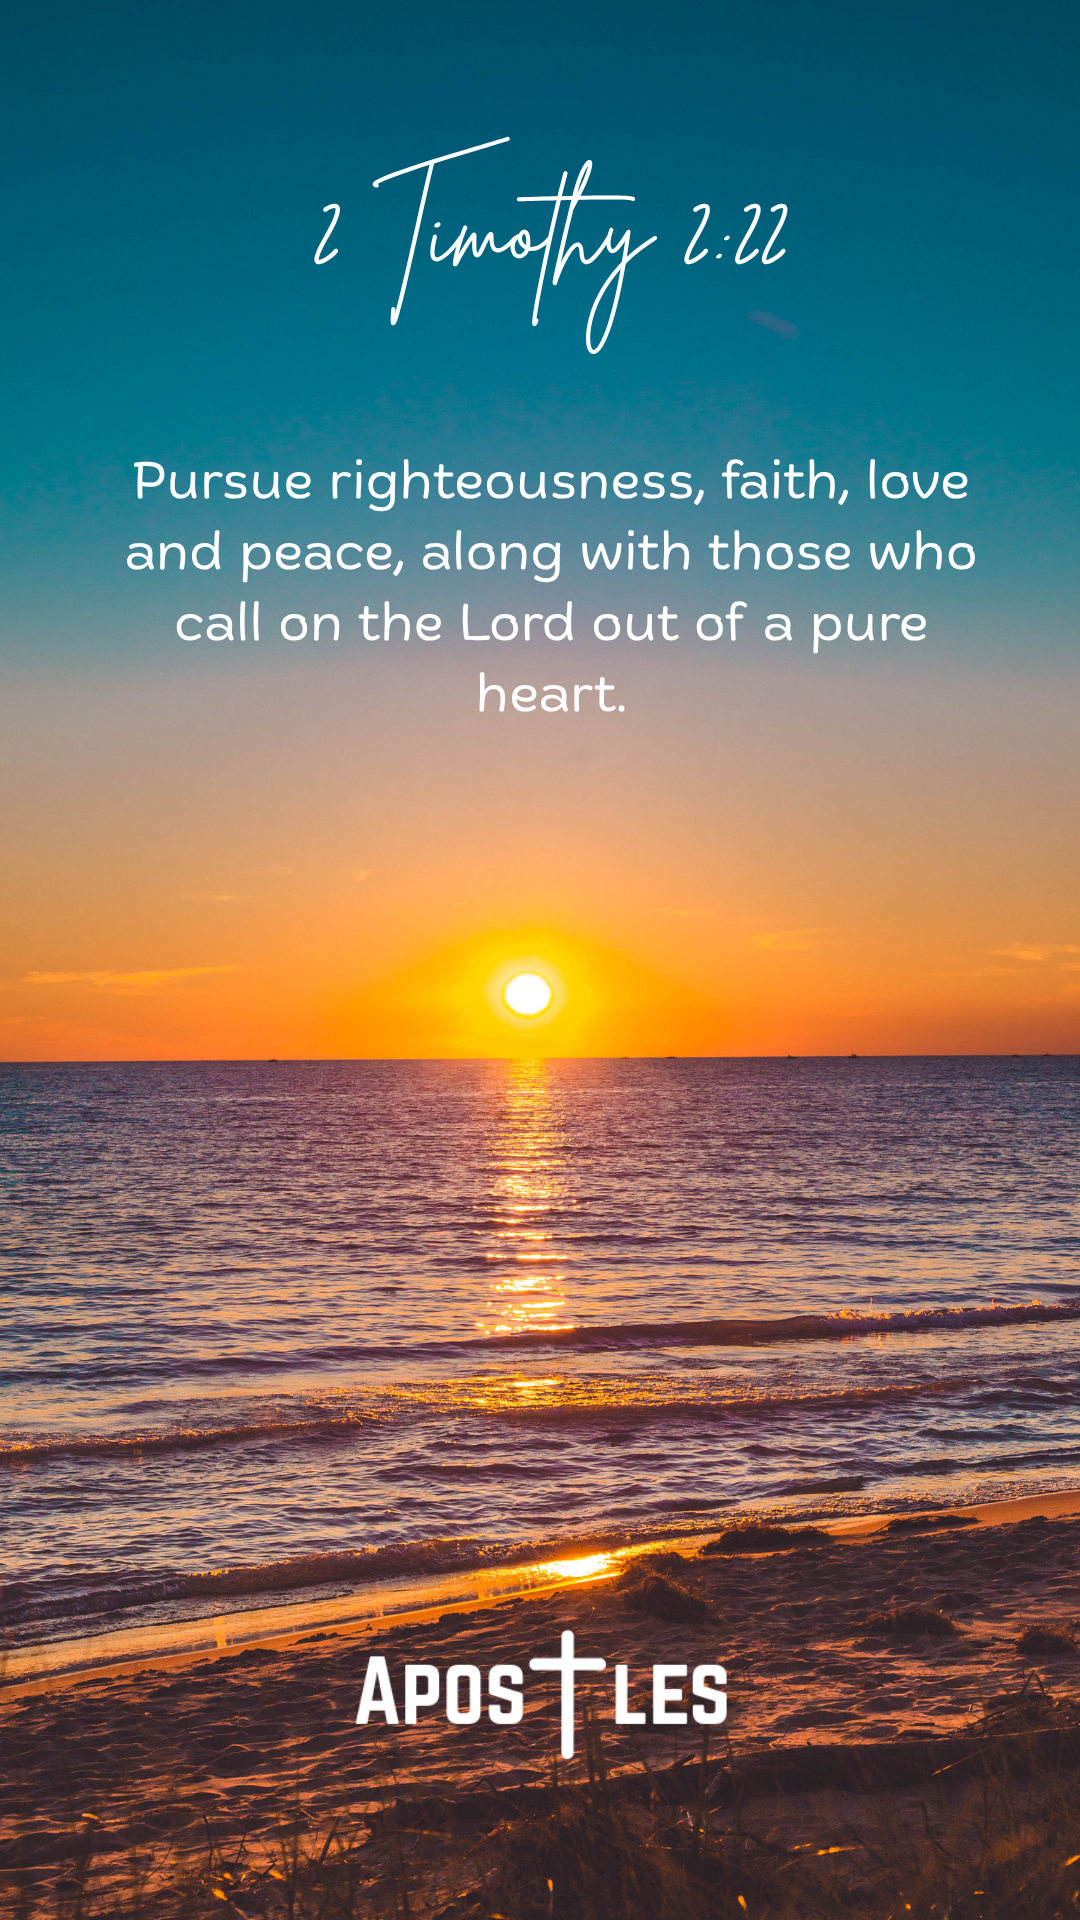 2 Timothy 2:22
Pursue righteousness, faith, love
and peace, along with those who
call on the Lord out of a pure
heart.
APOSTLES